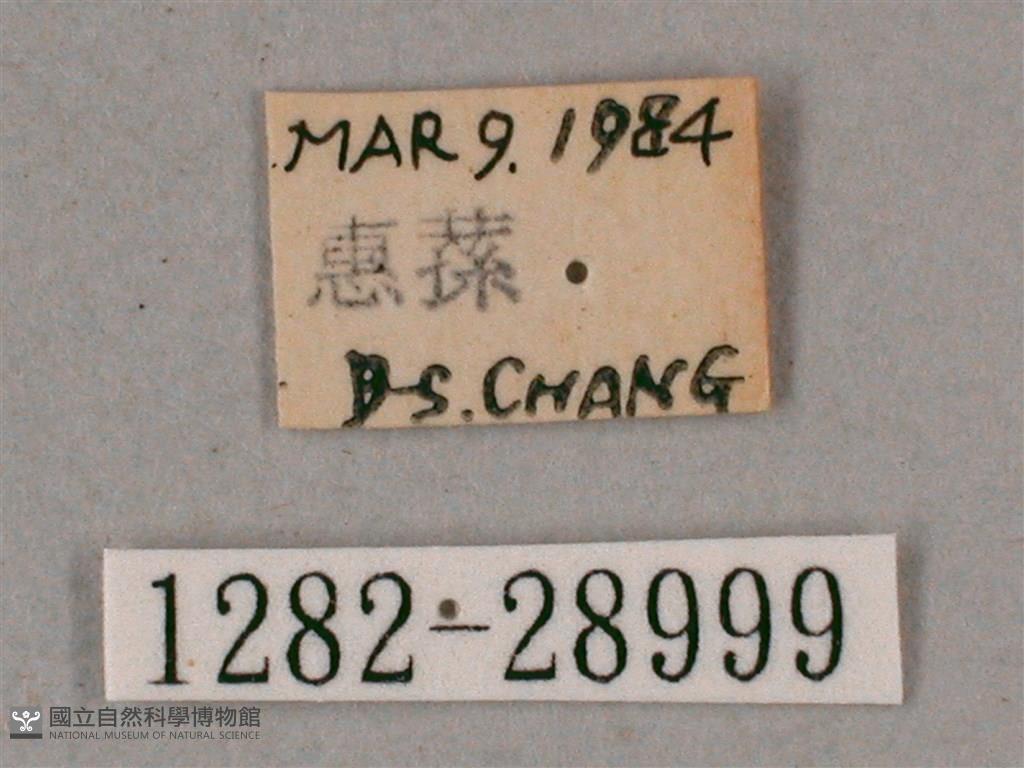 MAR 9. 1984
惠蓀
D-S. CHANG
1282-28999
國立自然科學博物館
NATIONAL MUSEUM OF NATURAL SCIENCE